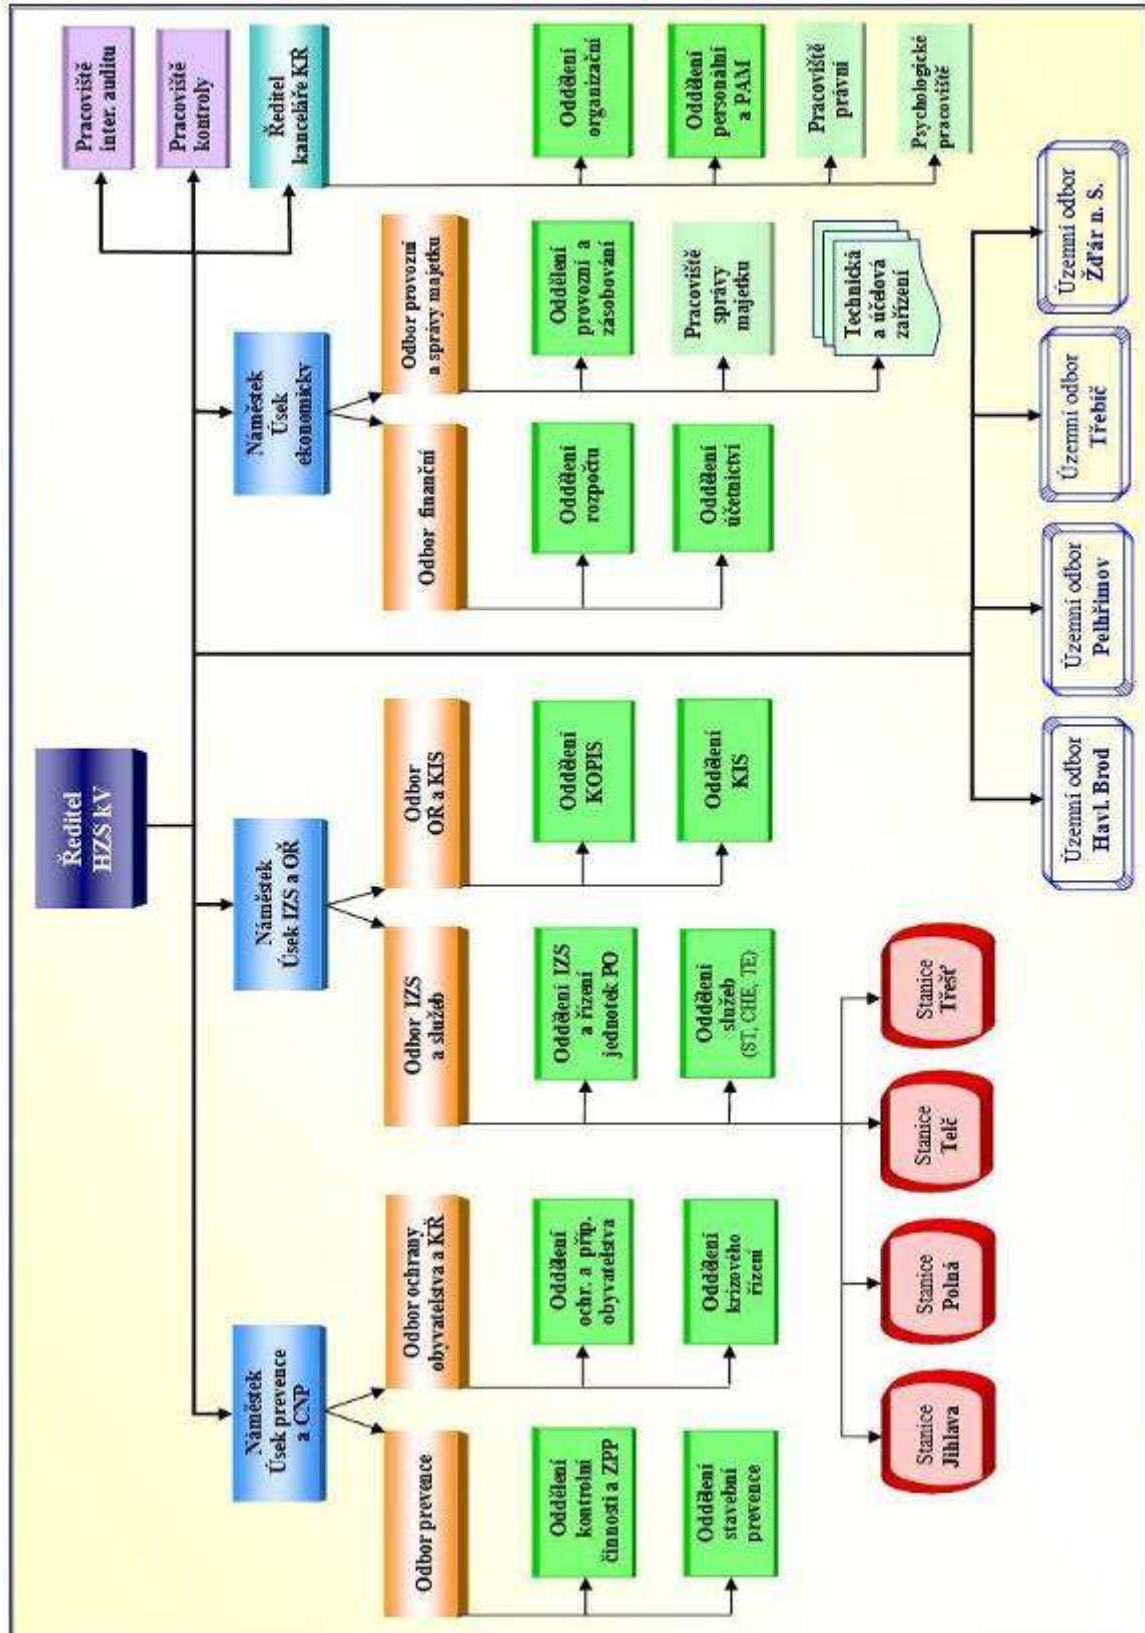 Ředitel
HZS kV
Pracoviště
inter. auditu
Pracoviště
kontroly
Ředitel
kanceláře KŘ
Náměstek
Úsek prevence
a CNP
Náměstek
Úsek IZS a OŘ
Náměstek
Úsek
ekonomicky
Odbor prevence
Odbor ochrany
obyvatelstva a KŘ
Odbor IZS
a služeb
Odbor
OŘ a KIS
Odbor finanční
Odbor provozní
a správy majetku
Oddělení
kontrolní
činnosti a ZPP
Oddělení
ochr. a příp.
obyvatelstva
Oddělení IZS
a řízení
jednotek PO
Oddělení
KOPIS
Oddělení
rozpočtu
Oddělení
provozní a
zásobování
Oddělení
organizační
Oddělení
stavební
prevence
Oddělení
krizového
řízení
Oddělení
služeb
(ST, CHE, TE)
Oddělení
KIS
Oddělení
účetnictví
Pracoviště
správy
majetku
Oddělení
personální
a PAM
Technická
a účelová
zařízení
Pracoviště
právní
Psychologické
pracoviště
Stanice
Jihlava
Stanice
Polná
Stanice
Telč
Stanice
Třešť
Územní odbor
Havl. Brod
Územní odbor
Pelhřimov
Územní odbor
Třebíč
Územní odbor
Žďár n. S.